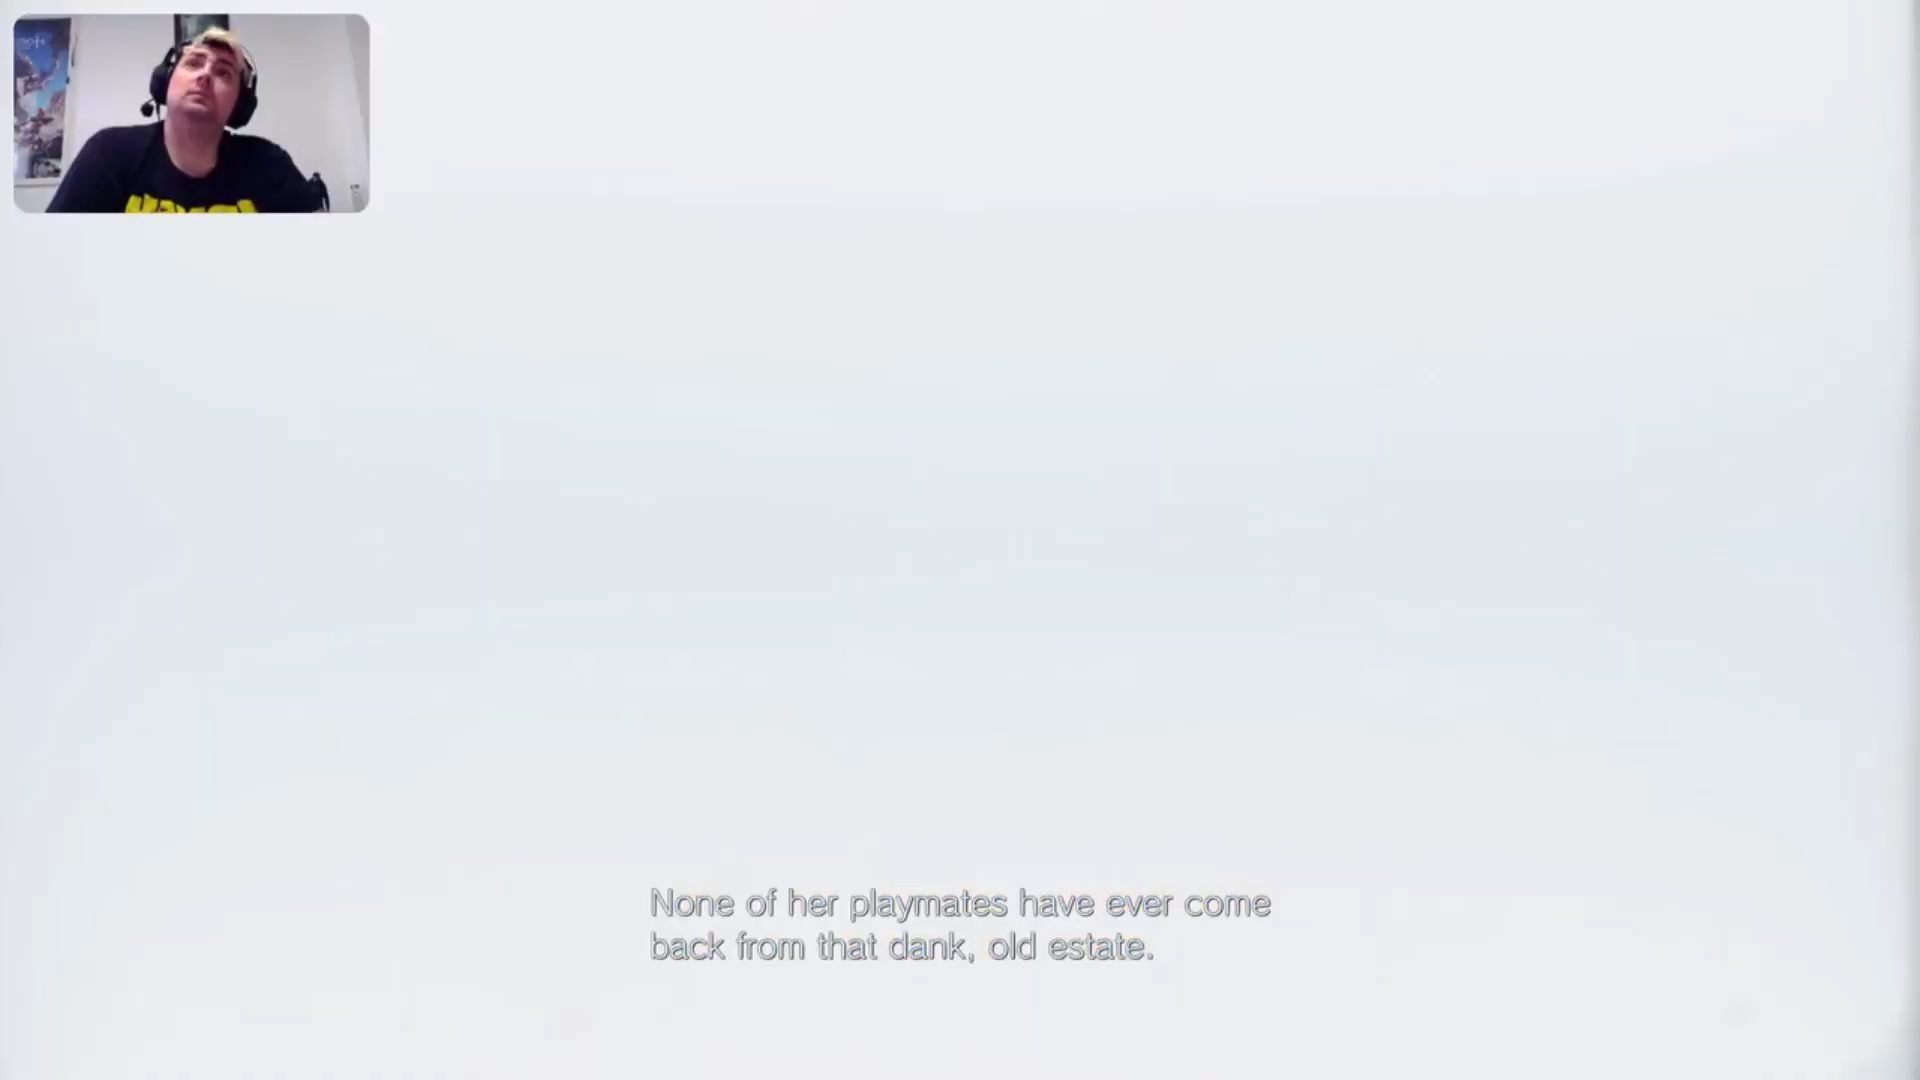 None of her playmates have ever come
back from that dank, old estate.